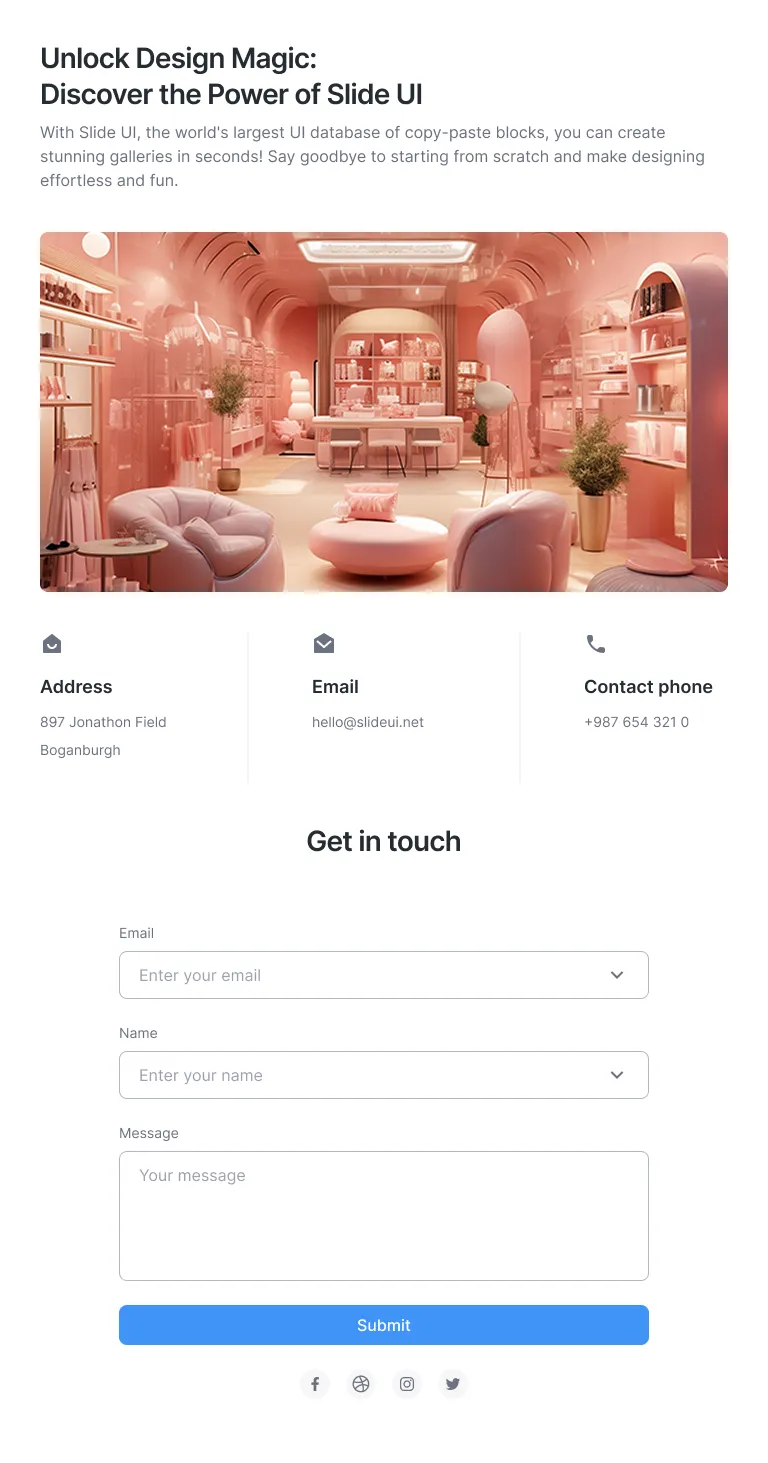 Unlock Design Magic:
Discover the Power of Slide UI
With Slide UI, the world's largest UI database of copy-paste blocks, you can create
stunning galleries in seconds! Say goodbye to starting from scratch and make designing
effortless and fun.
Address
897 Jonathon Field
Boganburgh
Email
hello@slideui.net
Contact phone
+987 654 321 0
Get in touch
Email
Enter your email
Name
Enter your name
Message
Your message
Submit